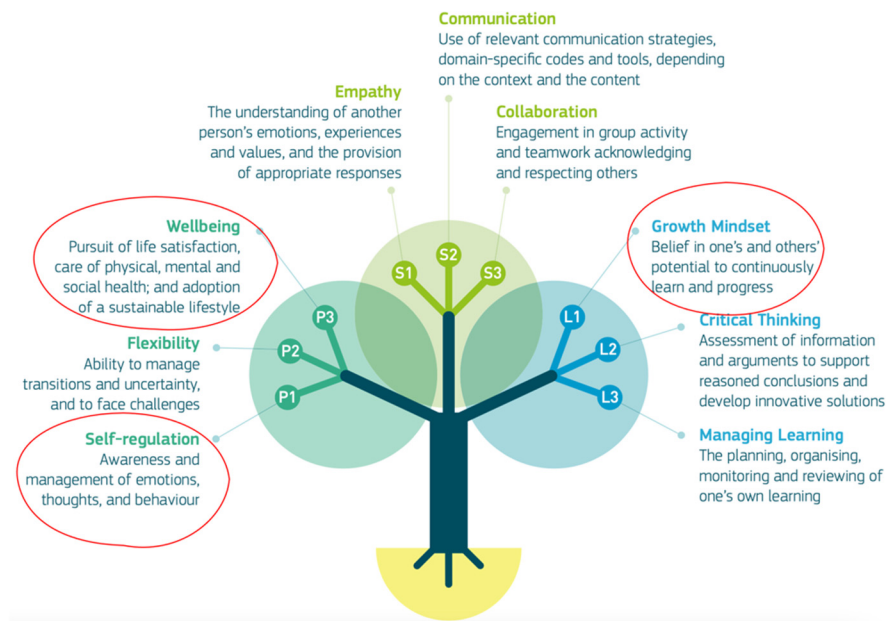 Communication
Use of relevant communication strategies,
domain-specific codes and tools, depending
on the context and the content
Empathy
The understanding of another
person's emotions, experiences
and values, and the provision
of appropriate responses
Collaboration
Engagement in group activity
and teamwork acknowledging
and respecting others
Wellbeing
Pursuit of life satisfaction,
care of physical, mental and
social health; and adoption
of a sustainable lifestyle
Growth Mindset
Belief in one's and others'
potential to continuously
learn and progress
Flexibility
Ability to manage
transitions and uncertainty,
and to face challenges
Critical Thinking
Assessment of information
and arguments to support
reasoned conclusions and
develop innovative solutions
Self-regulation
Awareness and
management of emotions,
thoughts, and behaviour
Managing Learning
The planning, organising,
monitoring and reviewing of
one's own learning
P3
P2
P1
S1
S2
S3
L1
L2
L3